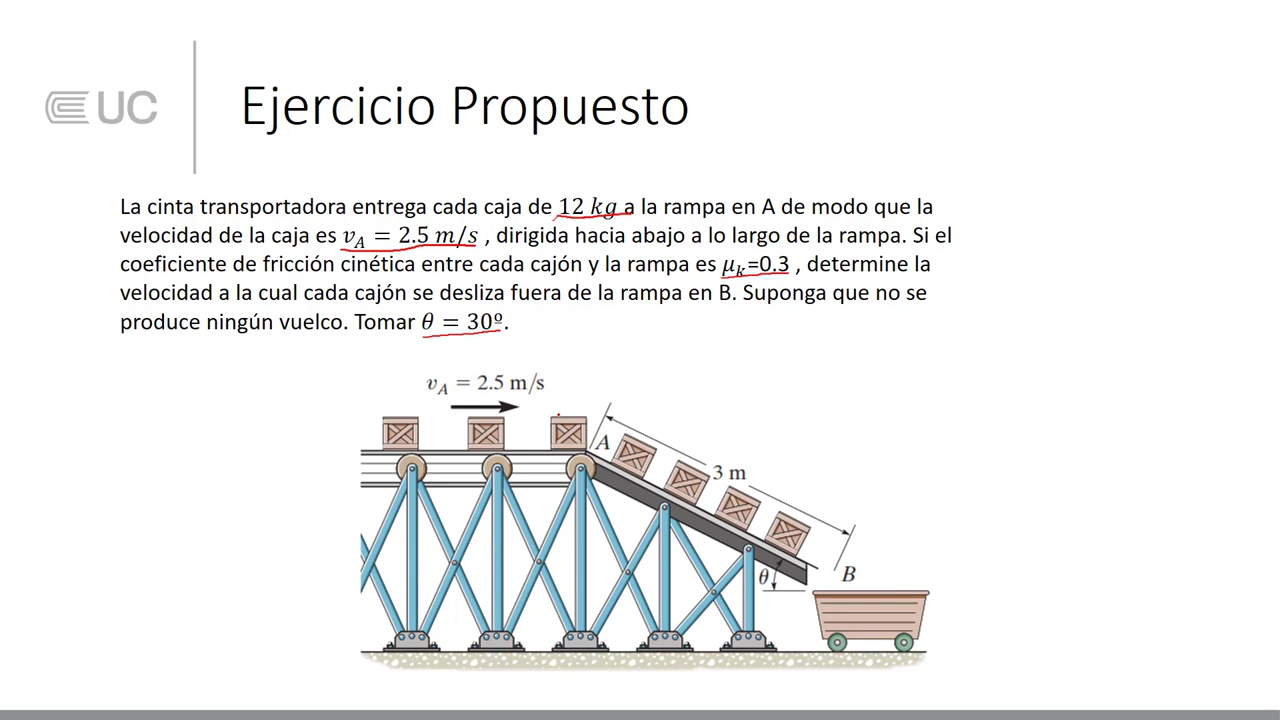 UC
Ejercicio Propuesto
La cinta transportadora entrega cada caja de 12 kg a la rampa en A de modo que la
velocidad de la caja es v_A = 2.5 m/s , dirigida hacia abajo a lo largo de la rampa. Si el
coeficiente de fricción cinética entre cada cajón y la rampa es μ_k=0.3 , determine la
velocidad a la cual cada cajón se desliza fuera de la rampa en B. Suponga que no se
produce ningún vuelco. Tomar θ = 30º.
v_A = 2.5 m/s
A
3 m
θ
B